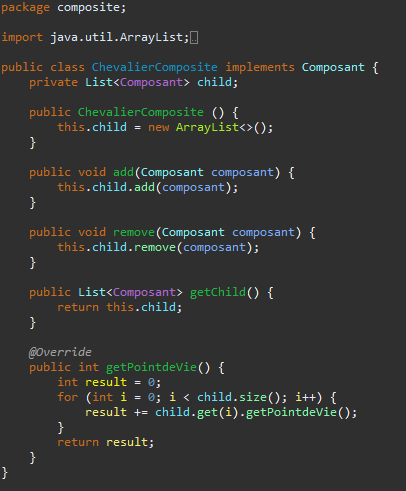 package composite;
import java.util.ArrayList;
public class ChevalierComposite implements Composant {
private List<Composant> child;
public ChevalierComposite () {
this.child = new ArrayList<>();
}
public void add(Composant composant) {
this.child.add(composant);
}
public void remove(Composant composant) {
this.child.remove(composant);
}
public List<Composant> getChild() {
return this.child;
}
@Override
public int getPointdeVie() {
int result = 0;
for (int i = 0; i < child.size(); i++) {
result += child.get(i).getPointdeVie();
}
return result;
}
}